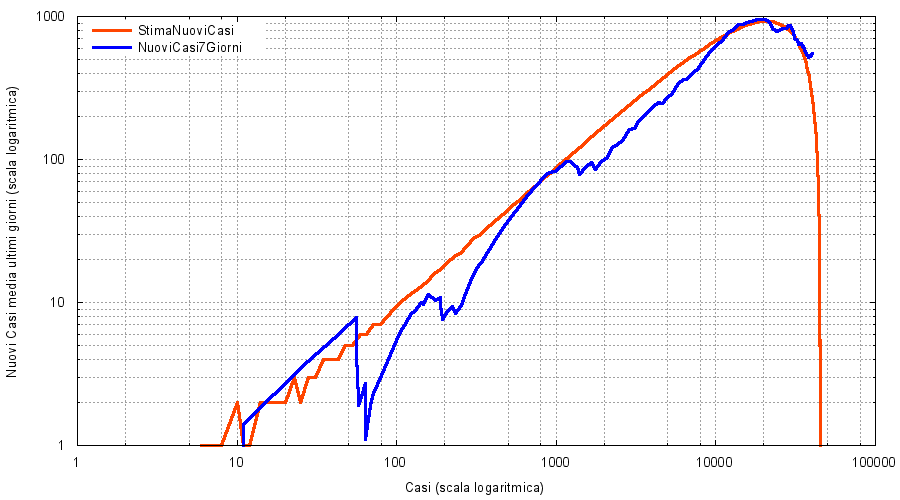 1000
StimaNuoviCasi
NuoviCasi7Giorni
100
10
1
Nuovi Casi media ultimi giorni (scala logaritmica)
1 10 100 1000 10000 100000
Casi (scala logaritmica)